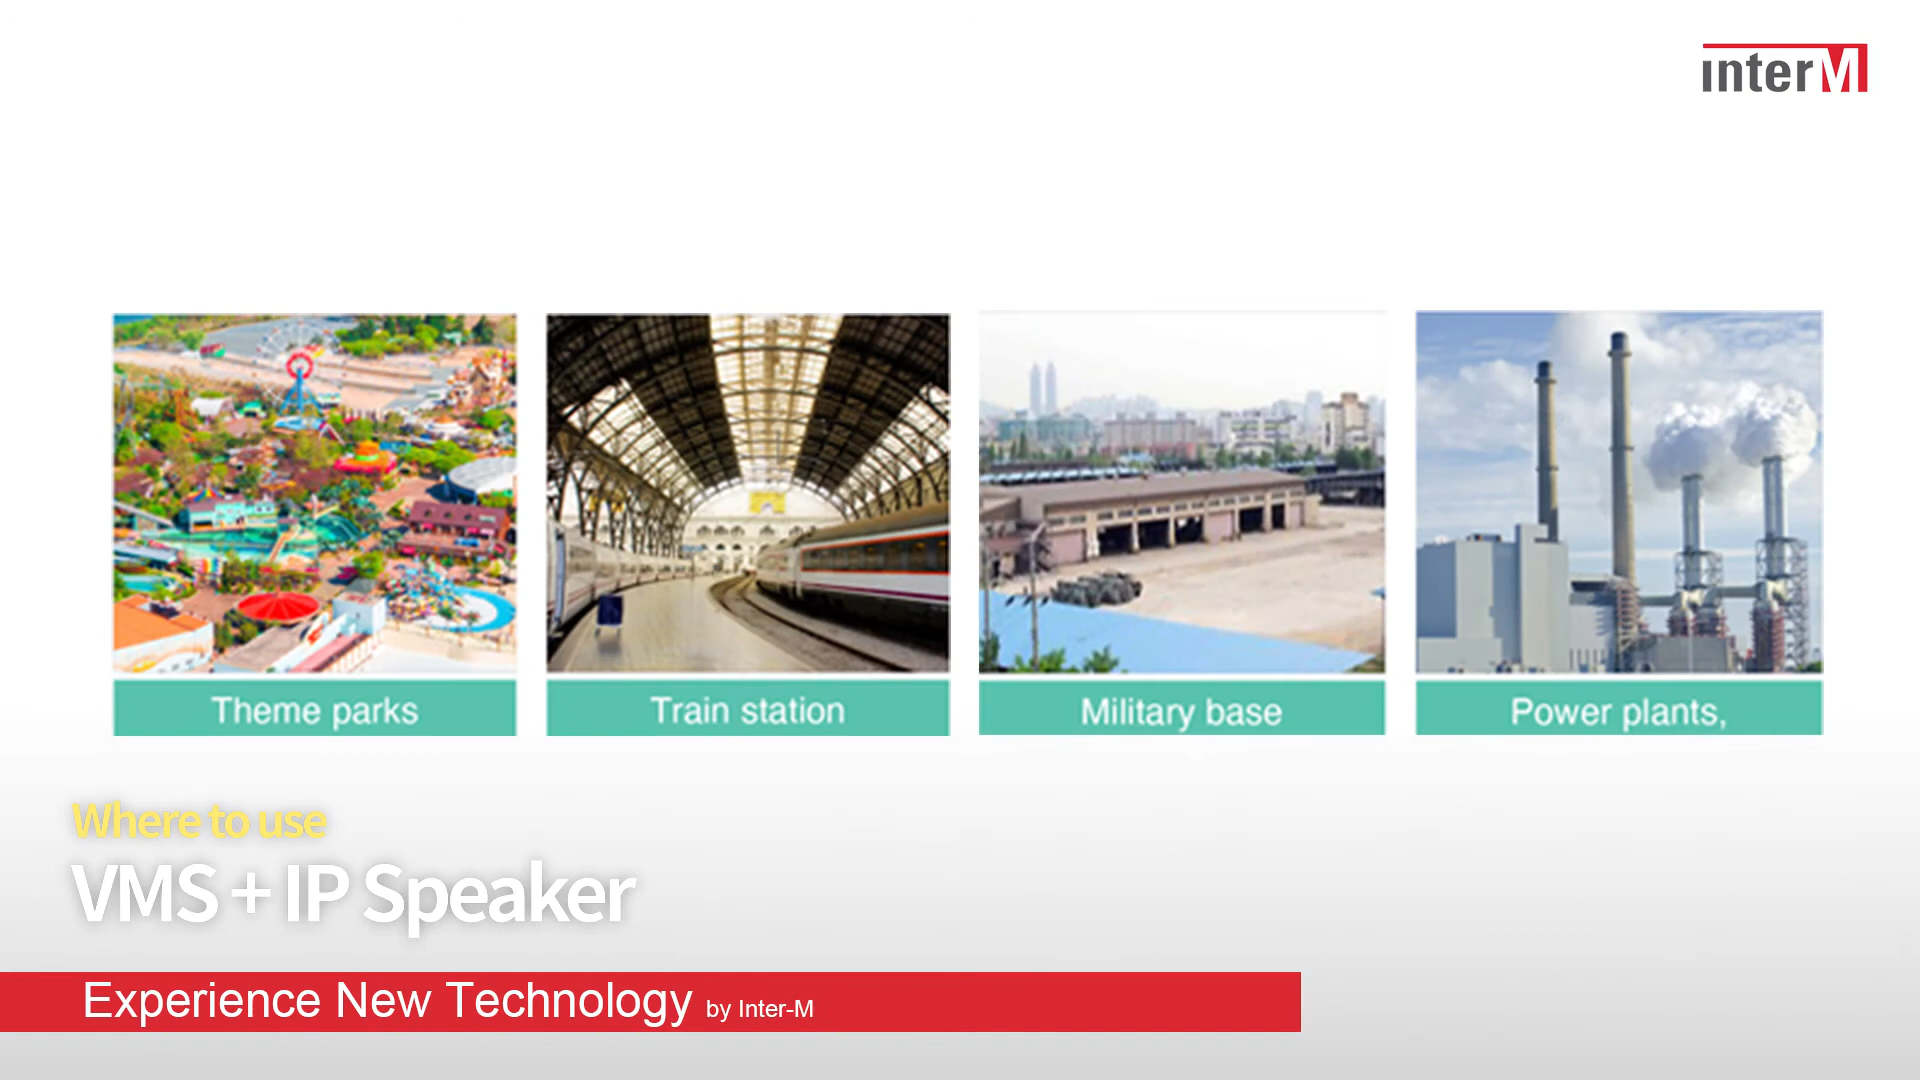 interM
Theme parks
Train station
Military base
Power plants,
Where to use
VMS + IP Speaker
Experience New Technology by Inter-M